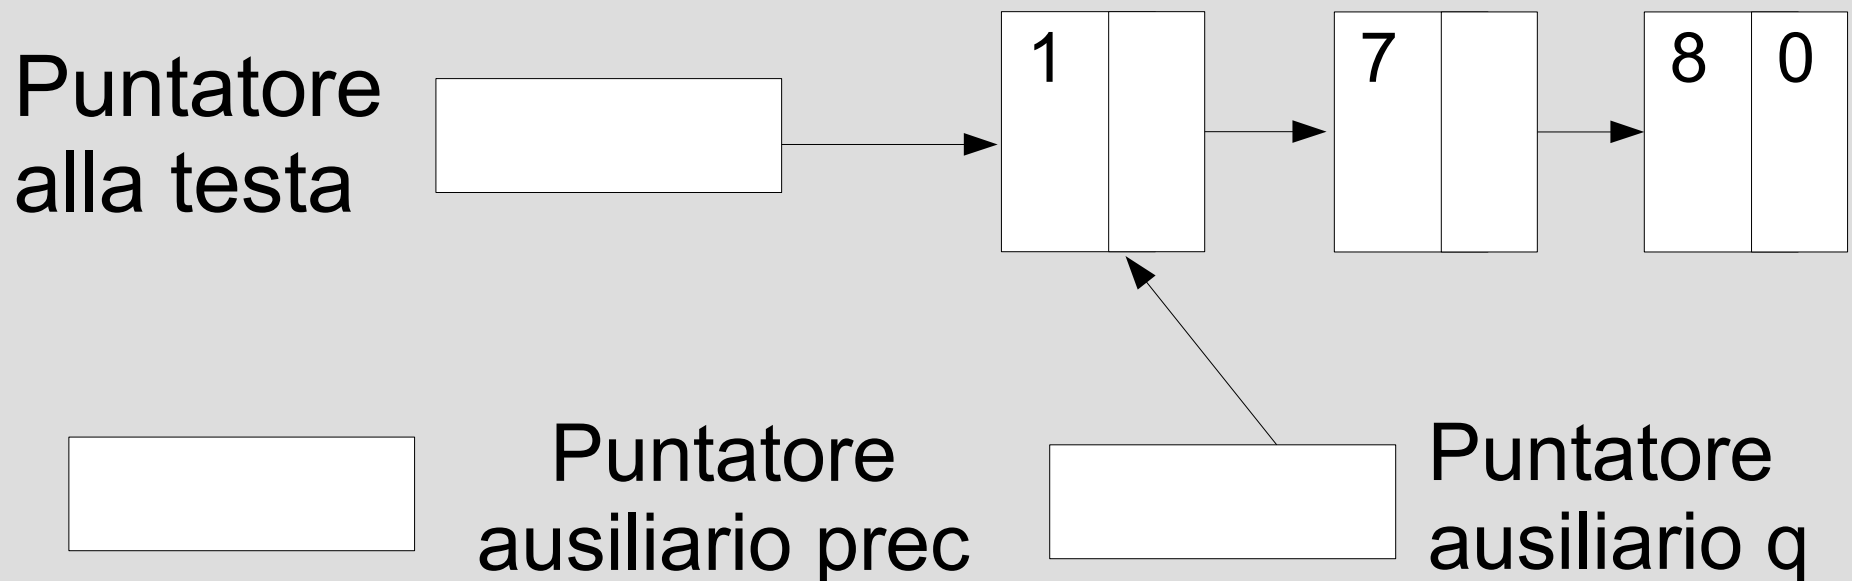 1 7 8 0
Puntatore
alla testa
Puntatore
ausiliario prec
Puntatore
ausiliario q